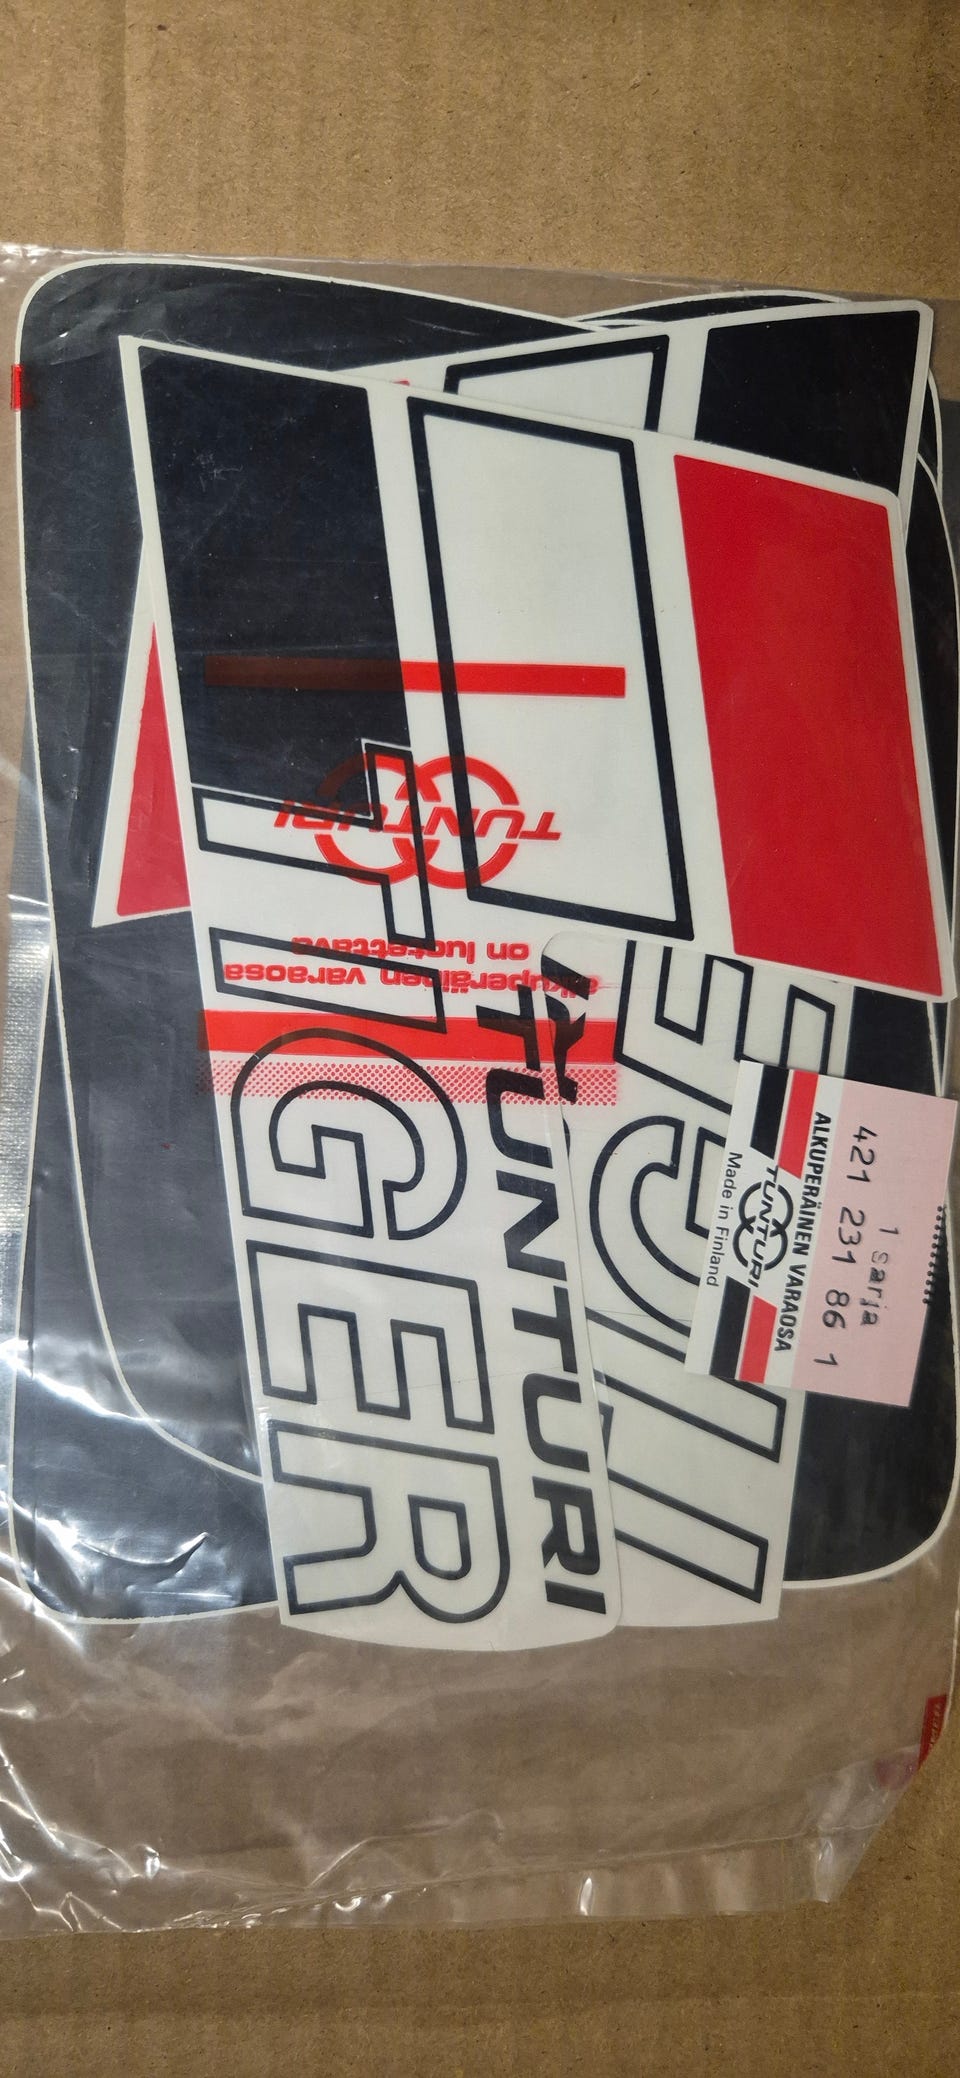 TUNTURI
TIGER
TUNTURI
alkuperäinen varaosa
on luotettava
TIGER
ALKUPERÄINEN VARAOSA
TUNTURI
Made in Finland
1 sarja
421 231 86 1